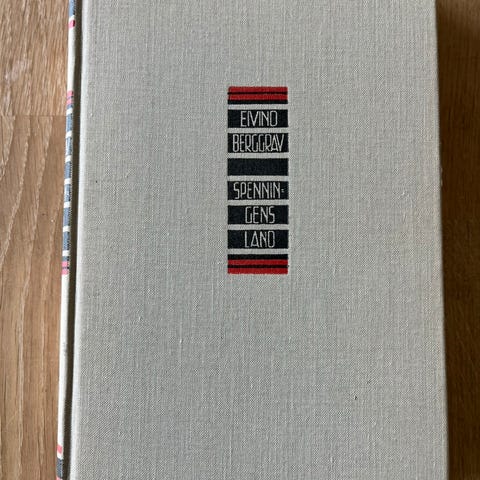 EIVIND
BERGGRAV
SPENNIN=
GENS
LAND